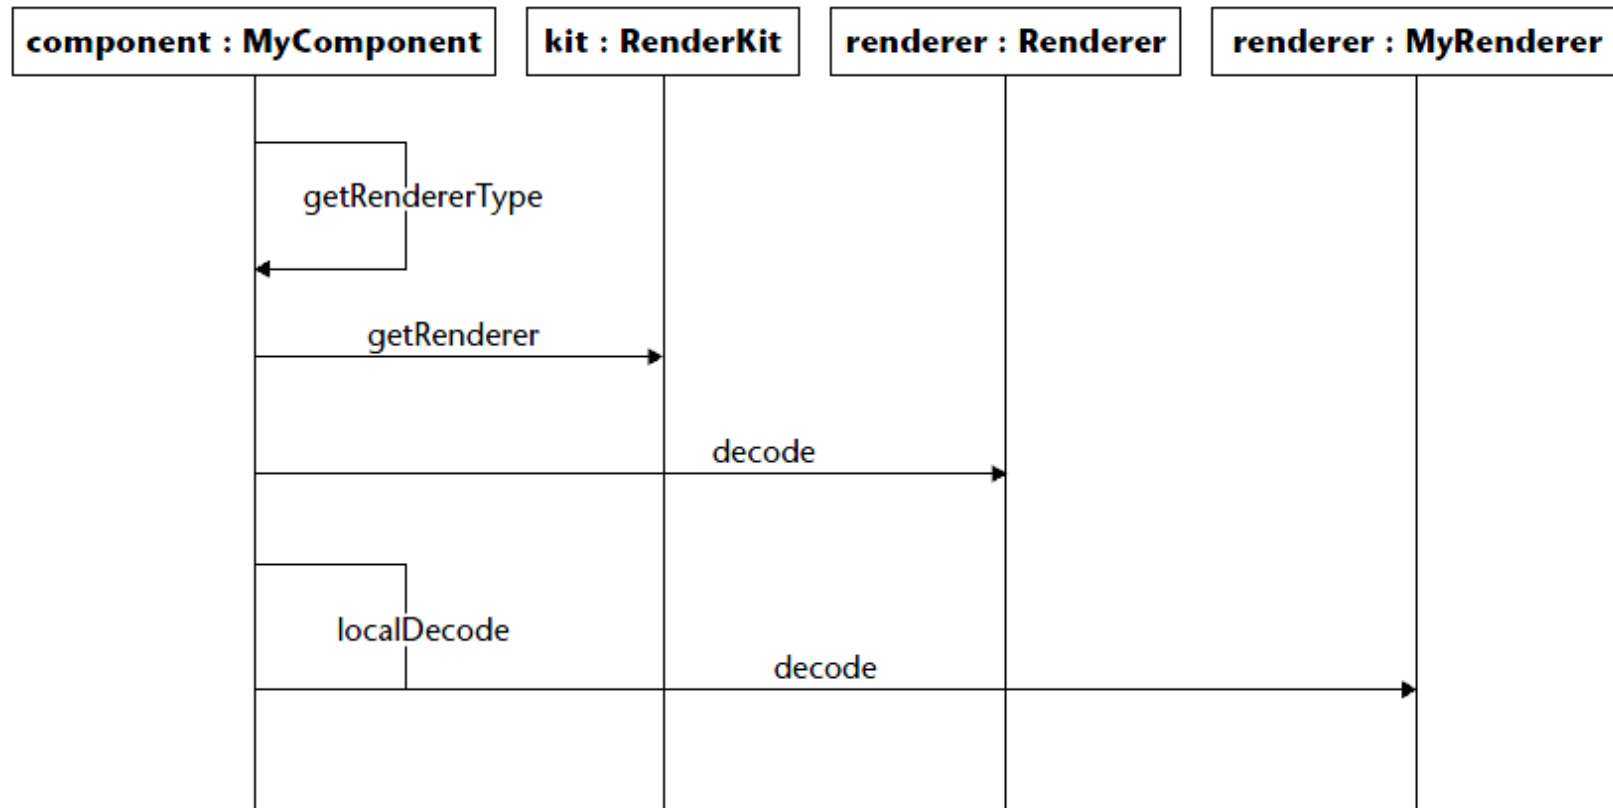 component : MyComponent
kit : RenderKit
renderer : Renderer
renderer : MyRenderer
getRendererType
getRenderer
decode
localDecode
decode